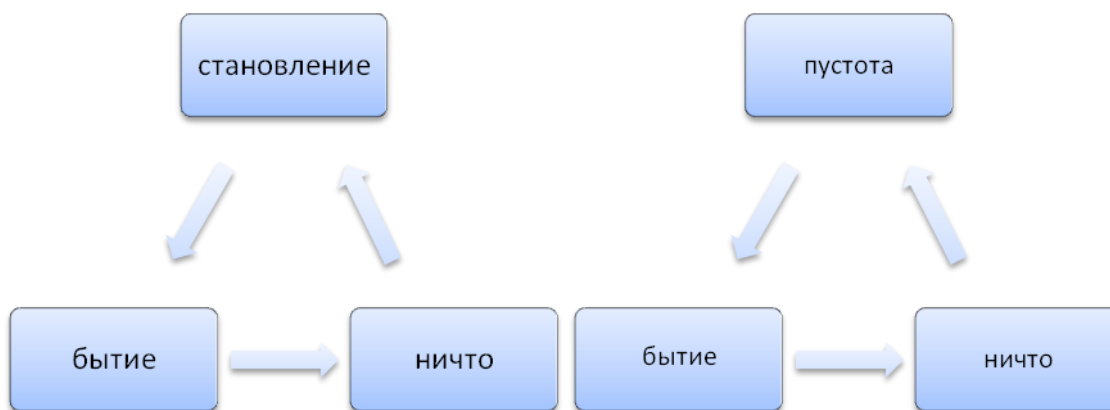 становление
пустота
бытие
ничто
бытие
ничто